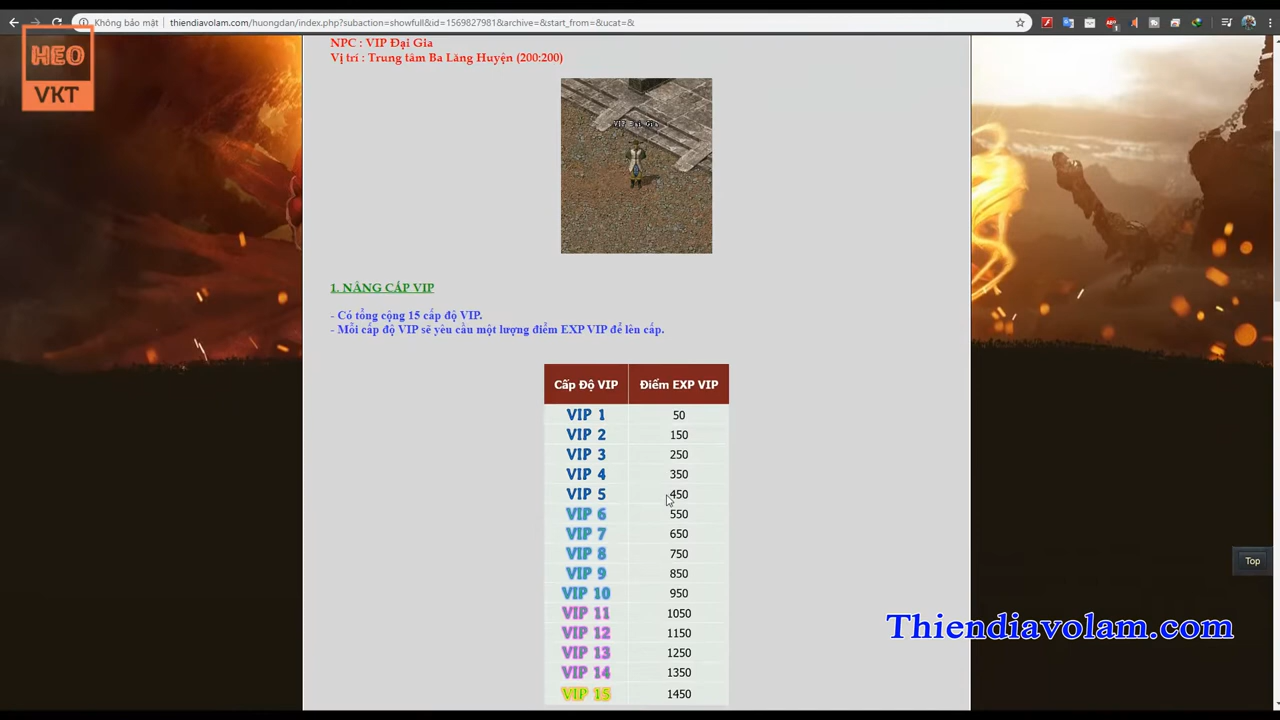 Không bảo mật
thiendiavolam.com/huongdan/index.php?subaction=showfull&id=1569827981&archive=&start_from=&ucat=&
HEO
VKT
NPC : VIP Đại Gia
Vị trí : Trung tâm Ba Lăng Huyện (200:200)
VIP Đại Gia
1. NÂNG CẤP VIP
- Có tổng cộng 15 cấp độ VIP.
- Mỗi cấp độ VIP sẽ yêu cầu một lượng điểm EXP VIP để lên cấp.
Cấp Độ VIP Điểm EXP VIP
VIP 1 50
VIP 2 150
VIP 3 250
VIP 4 350
VIP 5 450
VIP 6 550
VIP 7 650
VIP 8 750
VIP 9 850
VIP 10 950
VIP 11 1050
VIP 12 1150
VIP 13 1250
VIP 14 1350
VIP 15 1450
Top
Thiendiavolam.com